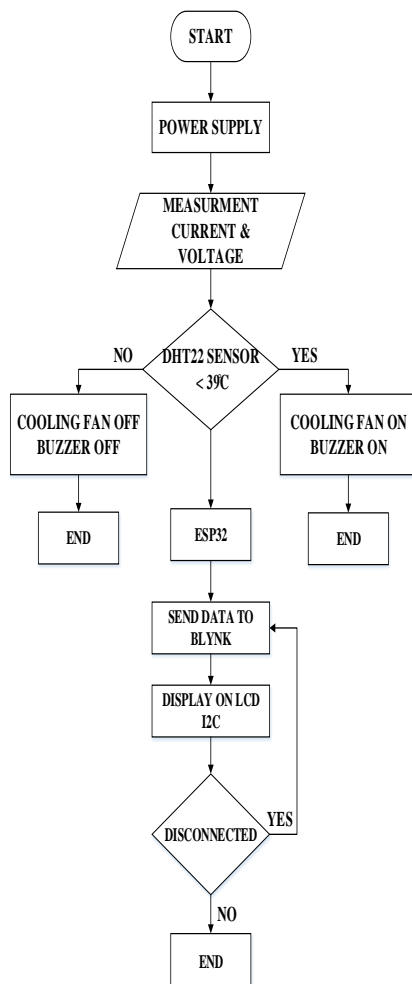 START
POWER SUPPLY
MEASURMENT
CURRENT &
VOLTAGE
NO
DHT22 SENSOR
< 39°C
YES
COOLING FAN OFF
BUZZER OFF
COOLING FAN ON
BUZZER ON
END
ESP32
END
SEND DATA TO
BLYNK
DISPLAY ON LCD
I2C
DISCONNECTED
YES
NO
END